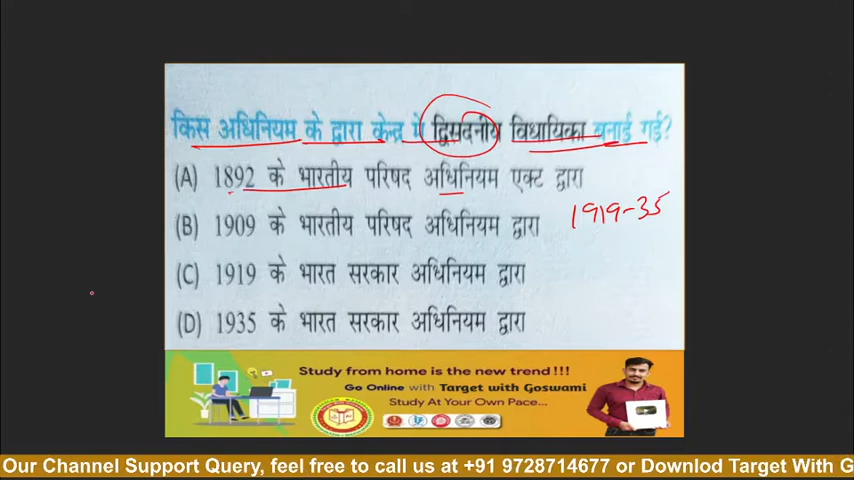 किस अधिनियम के द्वारा केन्द्र में द्विसदनीय विधायिका बनाई गई?
(A) 1892 के भारतीय परिषद अधिनियम एक्ट द्वारा
1919-35
(B) 1909 के भारतीय परिषद अधिनियम द्वारा
(C) 1919 के भारत सरकार अधिनियम द्वारा
(D) 1935 के भारत सरकार अधिनियम द्वारा
Study from home is the new trend !!!
Go Online with Target with Goswami
Study At Your Own Pace...
Our Channel Support Query, feel free to call us at +91 9728714677 or Downlod Target With G